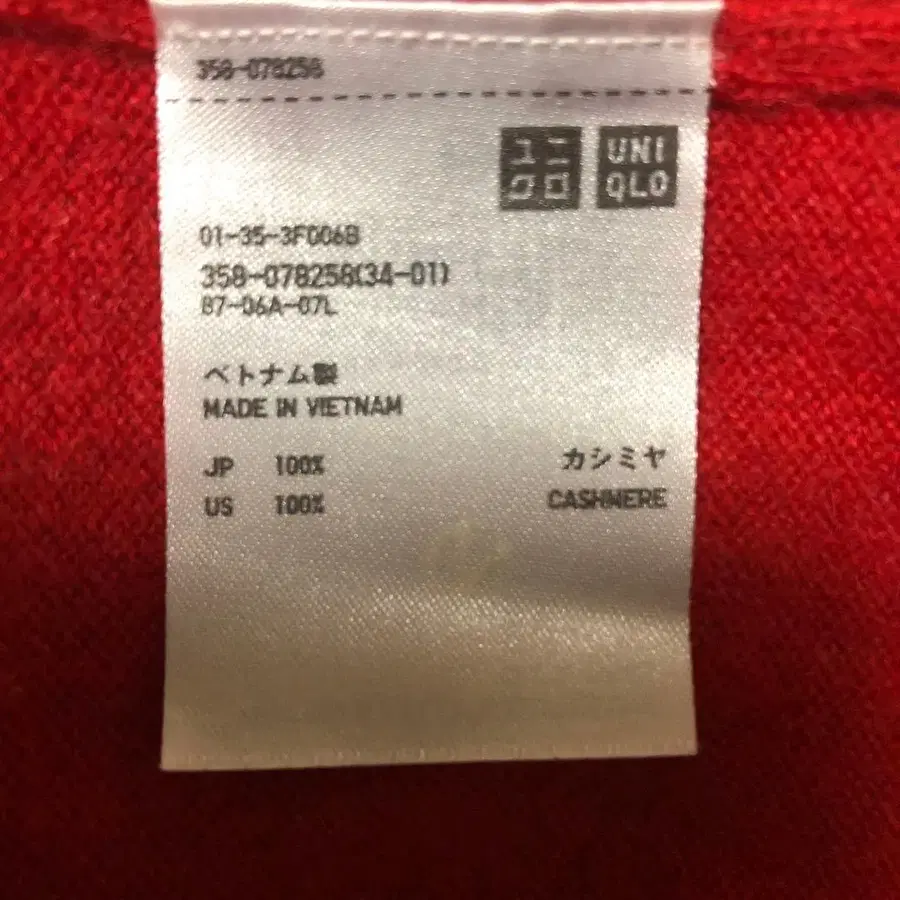 358-078258
ユニ
クロ
UNI
QLO
01-35-3F006B
358-078258(34-01)
87-06A-07L
ベトナム製
MADE IN VIETNAM
JP 100% カシミヤ
US 100% CASHMERE